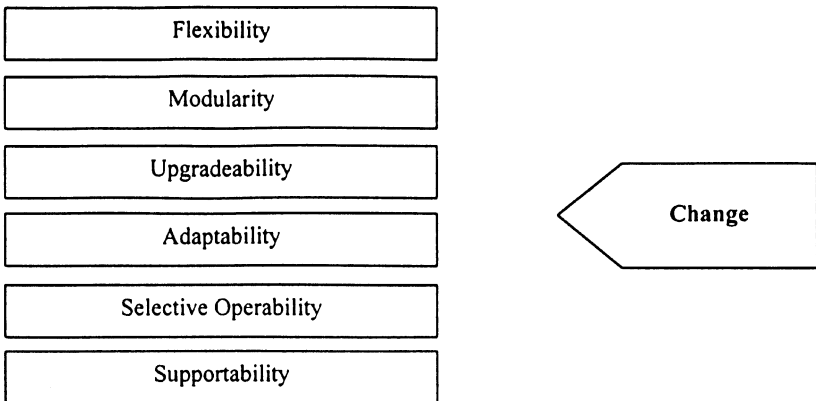 Flexibility
Modularity
Upgradeability
Adaptability
Change
Selective Operability
Supportability